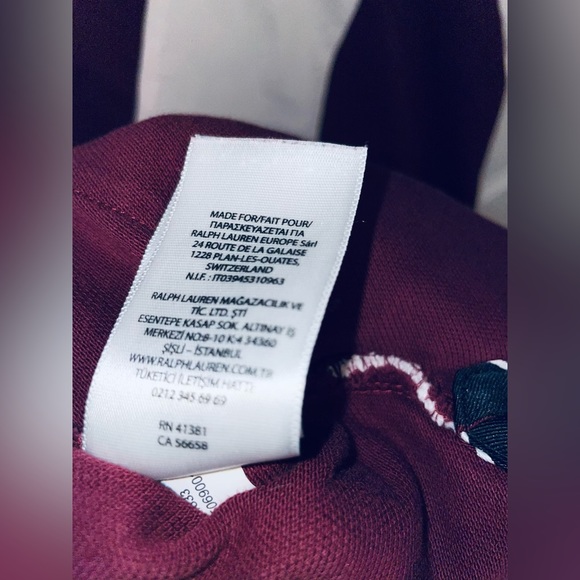 MADE FOR/FAIT POUR/
ΠΑΡΑΣΚΕΥΑΖΕΤΑΙ ΓΙΑ
RALPH LAUREN EUROPE Sárl
24 ROUTE DE LA GALAISE
1228 PLAN-LES-OUATES,
SWITZERLAND
N.I.F. : IT03945310963
RALPH LAUREN MAĞAZACILIK VE
TİC. LTD. ŞTİ
ESENTEPE KASAP SOK. ALTINAY İŞ
MERKEZİ NO:8-10 K:4 34360
ŞİŞLİ – İSTANBUL
WWW.RALPHLAUREN.COM.TR
TÜKETİCİ İLETİŞİM HATTI
0212 345 69 69
RN 41381
CA 56658